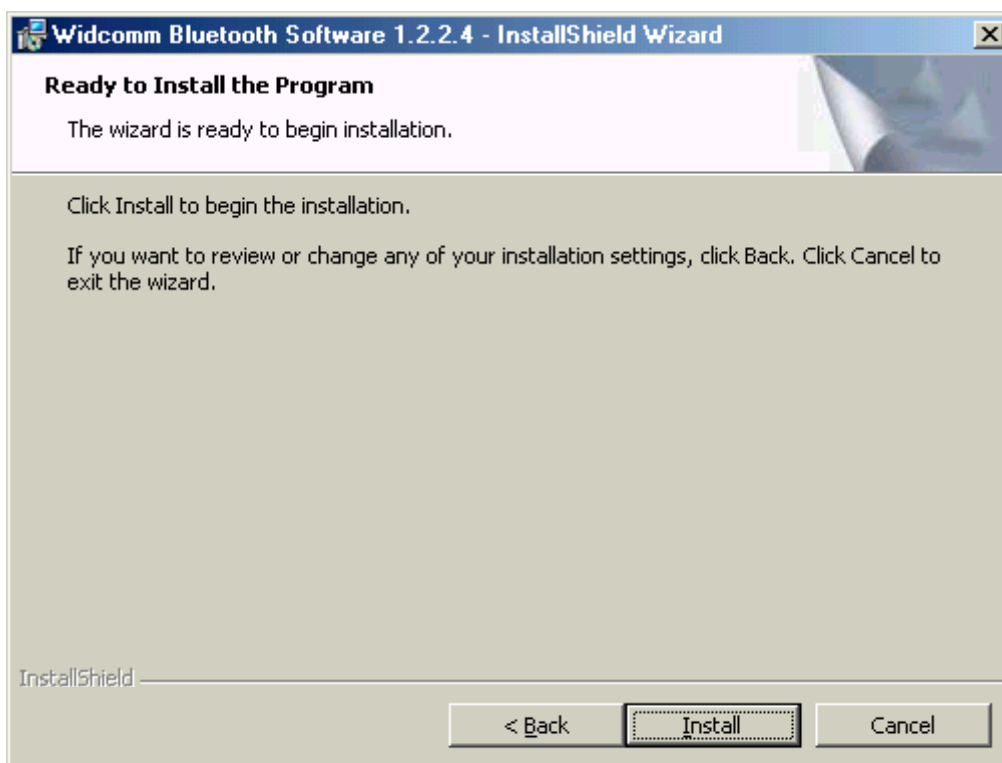 Widcomm Bluetooth Software 1.2.2.4 - InstallShield Wizard
Ready to Install the Program
The wizard is ready to begin installation.
Click Install to begin the installation.
If you want to review or change any of your installation settings, click Back. Click Cancel to
exit the wizard.
InstallShield
< Back
Install
Cancel